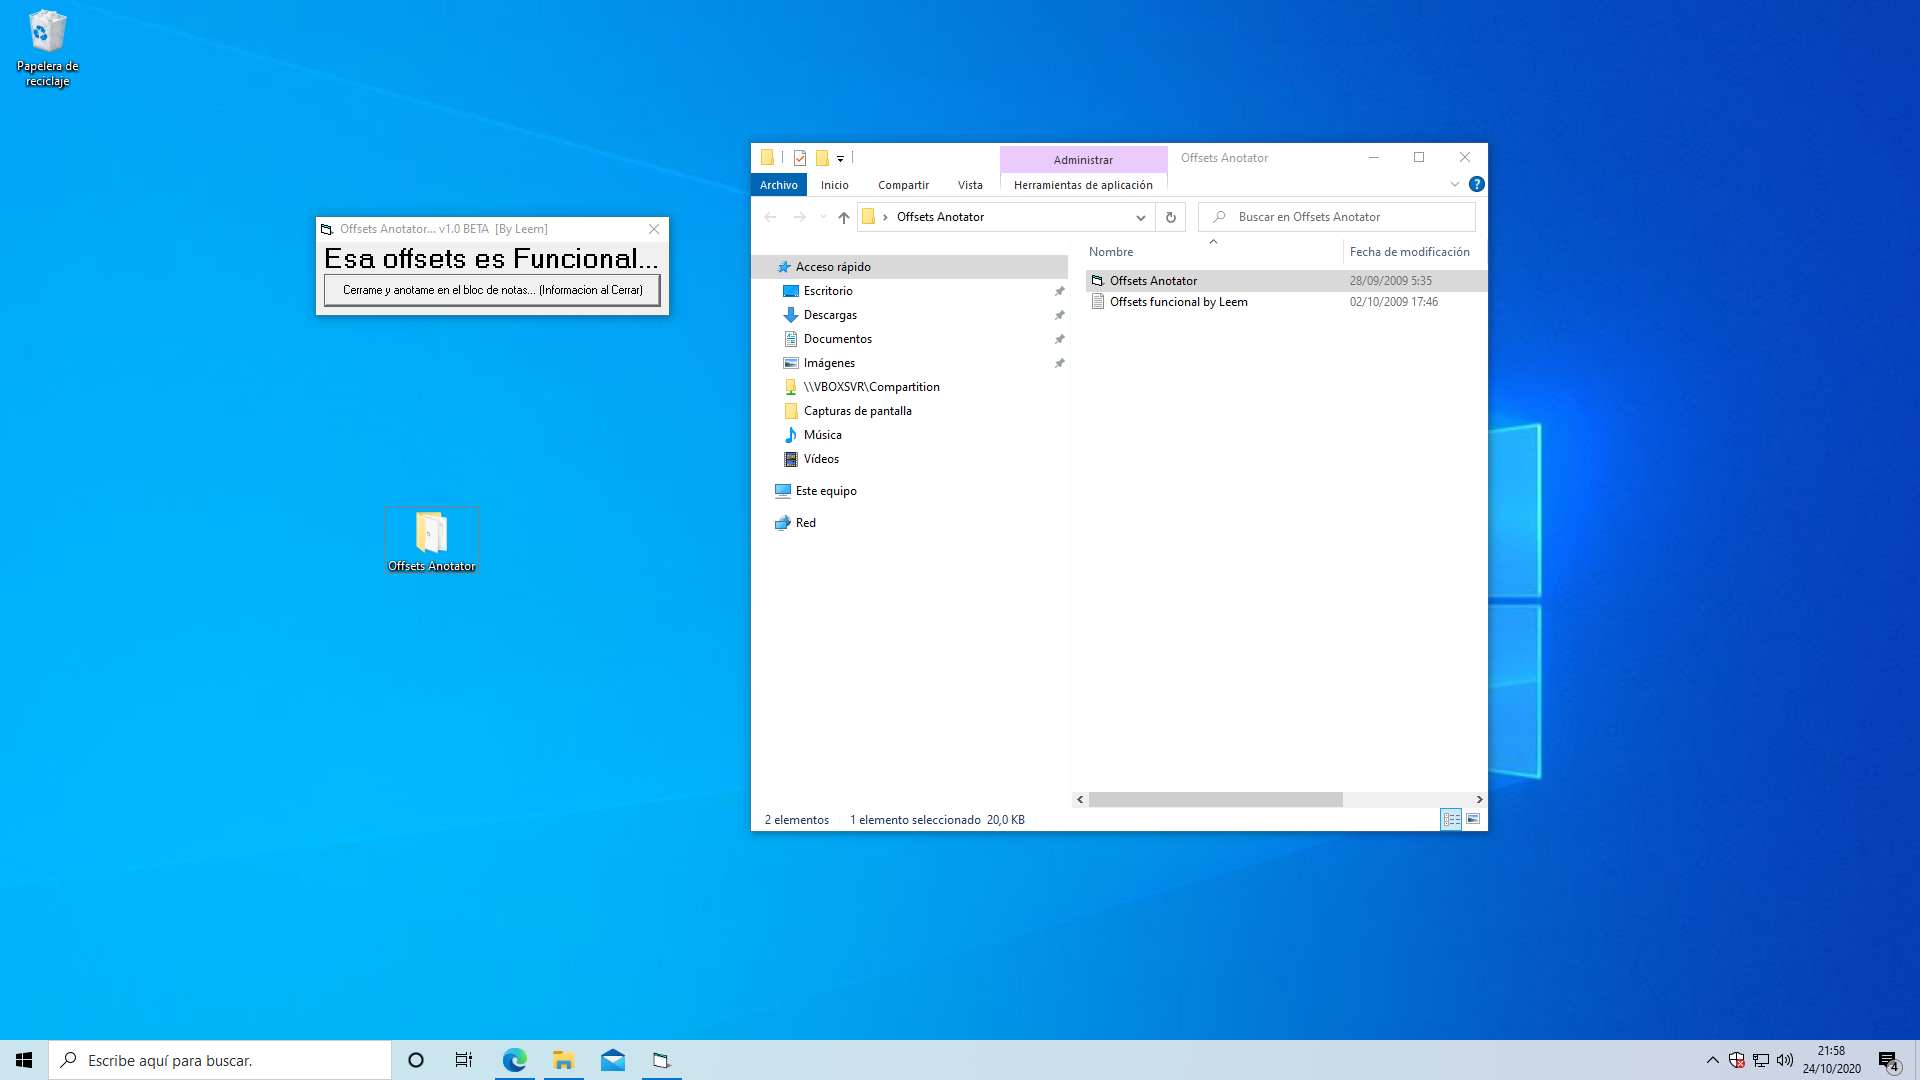 Papelera de
reciclaje
Offsets Anotator... v1.0 BETA [By Leem]
Esa offsets es Funcional...
Cerrame y anotame en el bloc de notas... (Informacion al Cerrar)
Offsets Anotator
Administrar
Offsets Anotator
Archivo
Inicio
Compartir
Vista
Herramientas de aplicación
?
Offsets Anotator
Buscar en Offsets Anotator
Nombre
Fecha de modificación
Acceso rápido
Escritorio
Descargas
Documentos
Imágenes
\\VBOXSVR\Compartition
Capturas de pantalla
Música
Vídeos
Este equipo
Red
Offsets Anotator
28/09/2009 5:35
Offsets funcional by Leem
02/10/2009 17:46
2 elementos
1 elemento seleccionado 20,0 KB
Escribe aquí para buscar.
21:58
24/10/2020
4